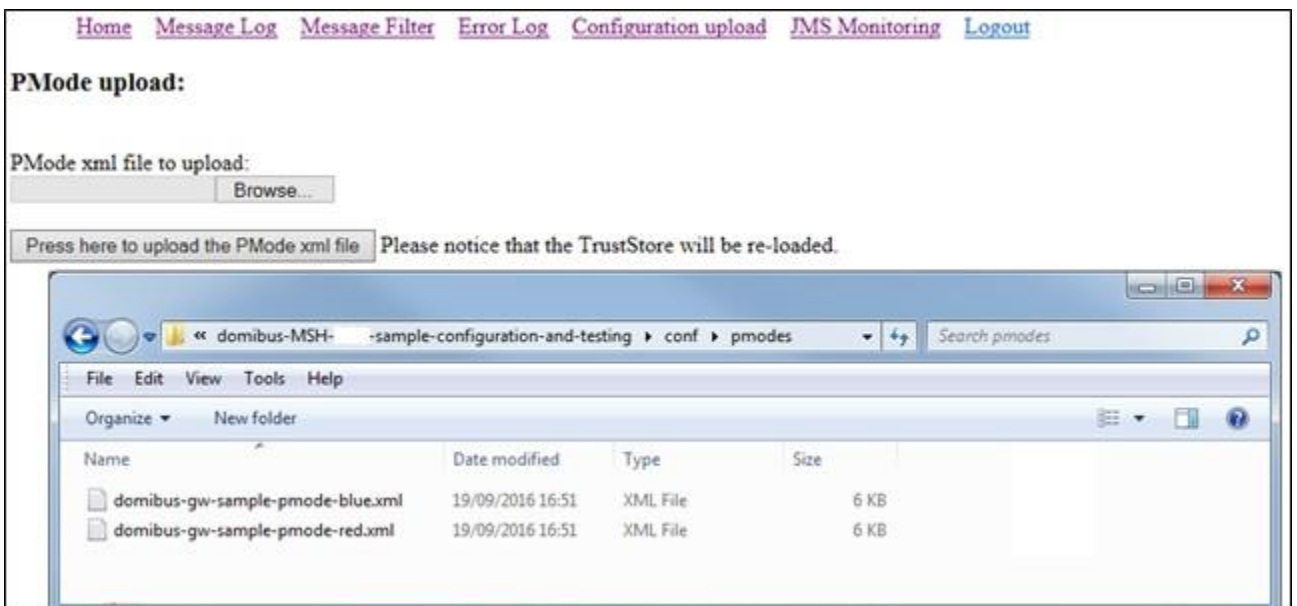 Home Message Log Message Filter Error Log Configuration upload JMS Monitoring Logout
PMode upload:
PMode xml file to upload:
Browse...
Press here to upload the PMode xml file Please notice that the TrustStore will be re-loaded.
« domibus-MSH- -sample-configuration-and-testing ▸ conf ▸ pmodes Search pmodes
File Edit View Tools Help
Organize New folder
Name Date modified Type Size
domibus-gw-sample-pmode-blue.xml 19/09/2016 16:51 XML File 6 KB
domibus-gw-sample-pmode-red.xml 19/09/2016 16:51 XML File 6 KB